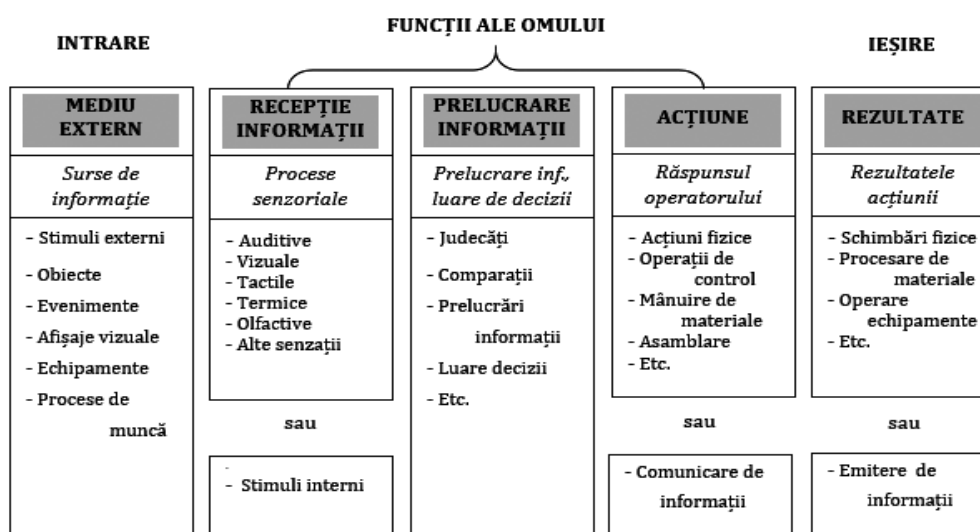 FUNCȚII ALE OMULUI
INTRARE
IEȘIRE
MEDIU
EXTERN
Surse de
informație
- Stimuli externi
- Obiecte
- Evenimente
- Afișaje vizuale
- Echipamente
- Procese de
muncă
RECEPȚIE
INFORMAȚII
Procese
senzoriale
- Auditive
- Vizuale
- Tactile
- Termice
- Olfactive
- Alte senzații
sau
- Stimuli interni
PRELUCRARE
INFORMAȚII
Prelucrare inf.,
luare de decizii
- Judecăți
- Comparații
- Prelucrări
informații
- Luare decizii
- Etc.
ACȚIUNE
Răspunsul
operatorului
- Acțiuni fizice
- Operații de
control
- Mânuire de
materiale
- Asamblare
- Etc.
sau
- Comunicare de
informații
REZULTATE
Rezultatele
acțiunii
- Schimbări fizice
- Procesare de
materiale
- Operare
echipamente
- Etc.
sau
- Emitere de
informații